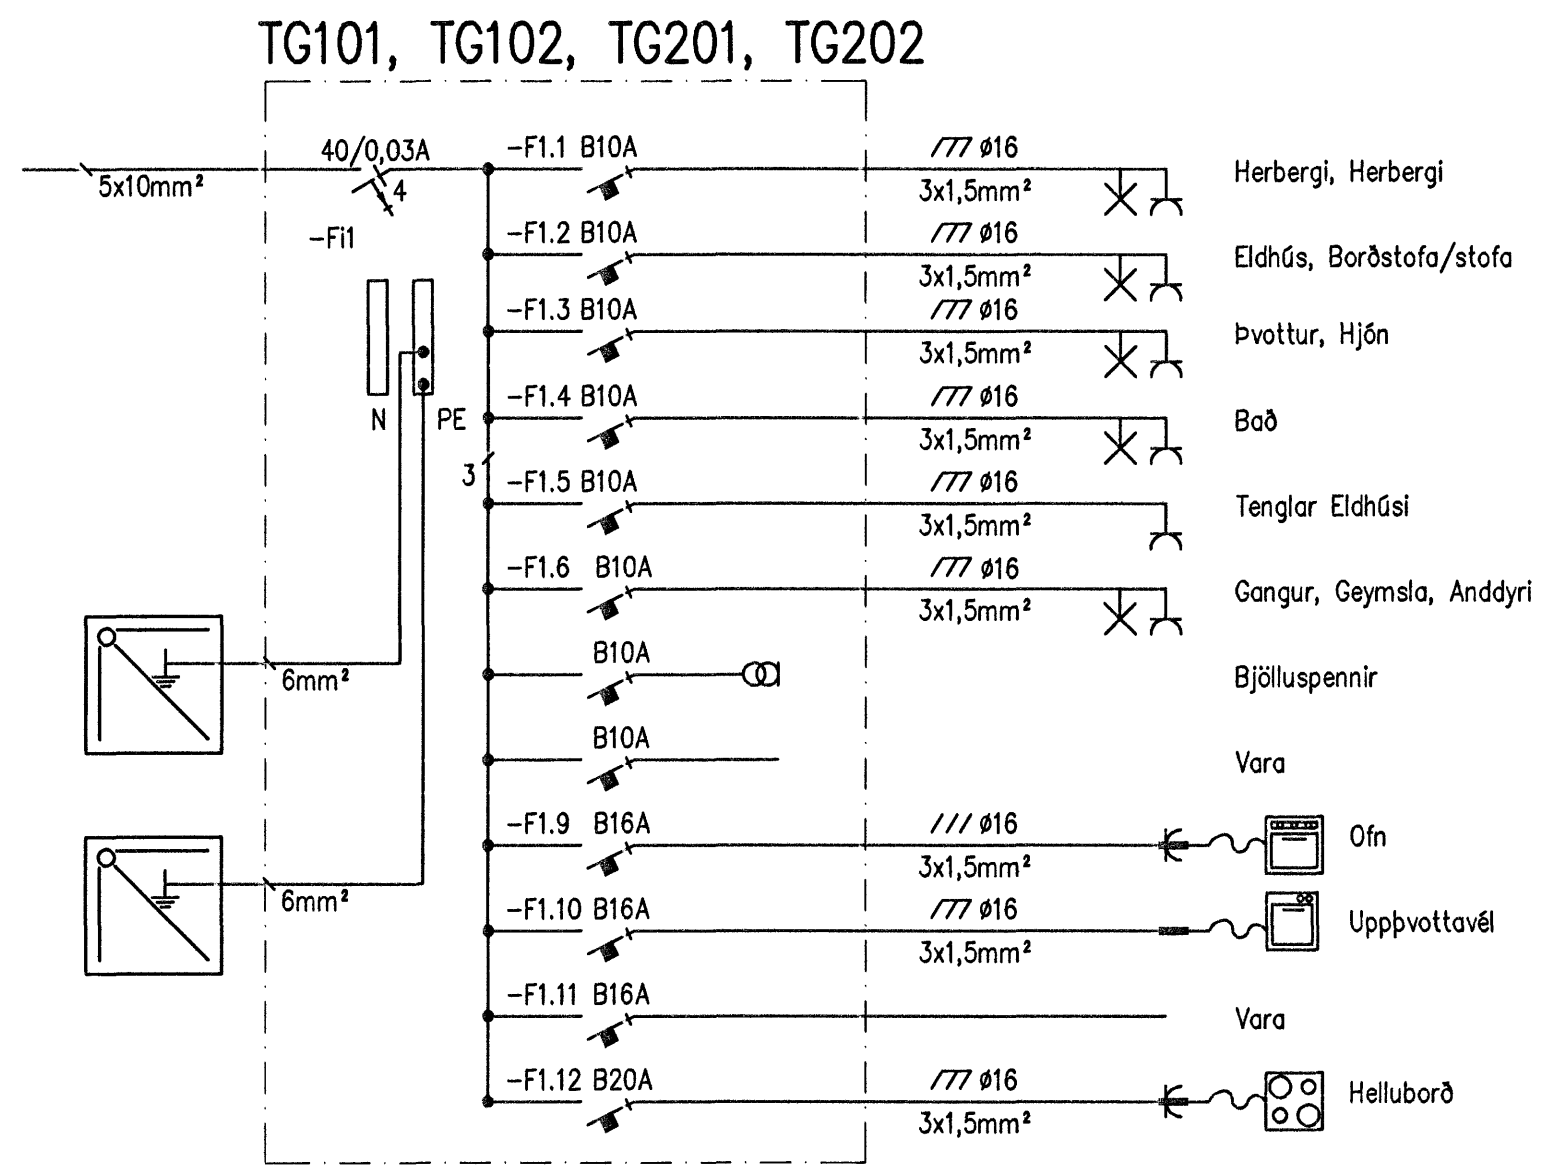 TG101, TG102, TG201, TG202
40/0,03A
5x10mm²
4
-Fi1
N
PE
3
6mm²
6mm²
-F1.1 B10A
ø16
3x1,5mm²
Herbergi, Herbergi
-F1.2 B10A
ø16
3x1,5mm²
Eldhús, Borðstofa/stofa
-F1.3 B10A
ø16
3x1,5mm²
Þvottur, Hjón
-F1.4 B10A
ø16
3x1,5mm²
Bað
-F1.5 B10A
ø16
3x1,5mm²
Tenglar Eldhúsi
-F1.6 B10A
ø16
3x1,5mm²
Gangur, Geymsla, Anddyri
B10A
Bjölluspennir
B10A
Vara
-F1.9 B16A
ø16
3x1,5mm²
Ofn
-F1.10 B16A
ø16
3x1,5mm²
Uppþvottavél
-F1.11 B16A
Vara
-F1.12 B20A
ø16
3x1,5mm²
Helluborð